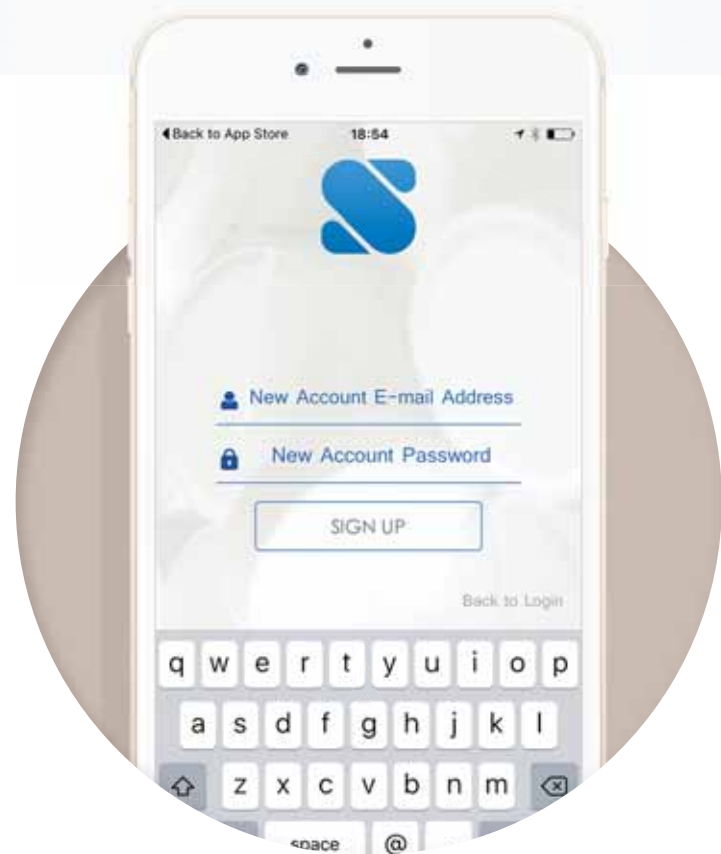 Back to App Store 18:54
New Account E-mail Address
New Account Password
SIGN UP
Back to Login
q w e r t y u i o p
a s d f g h j k l
z x c v b n m
space @